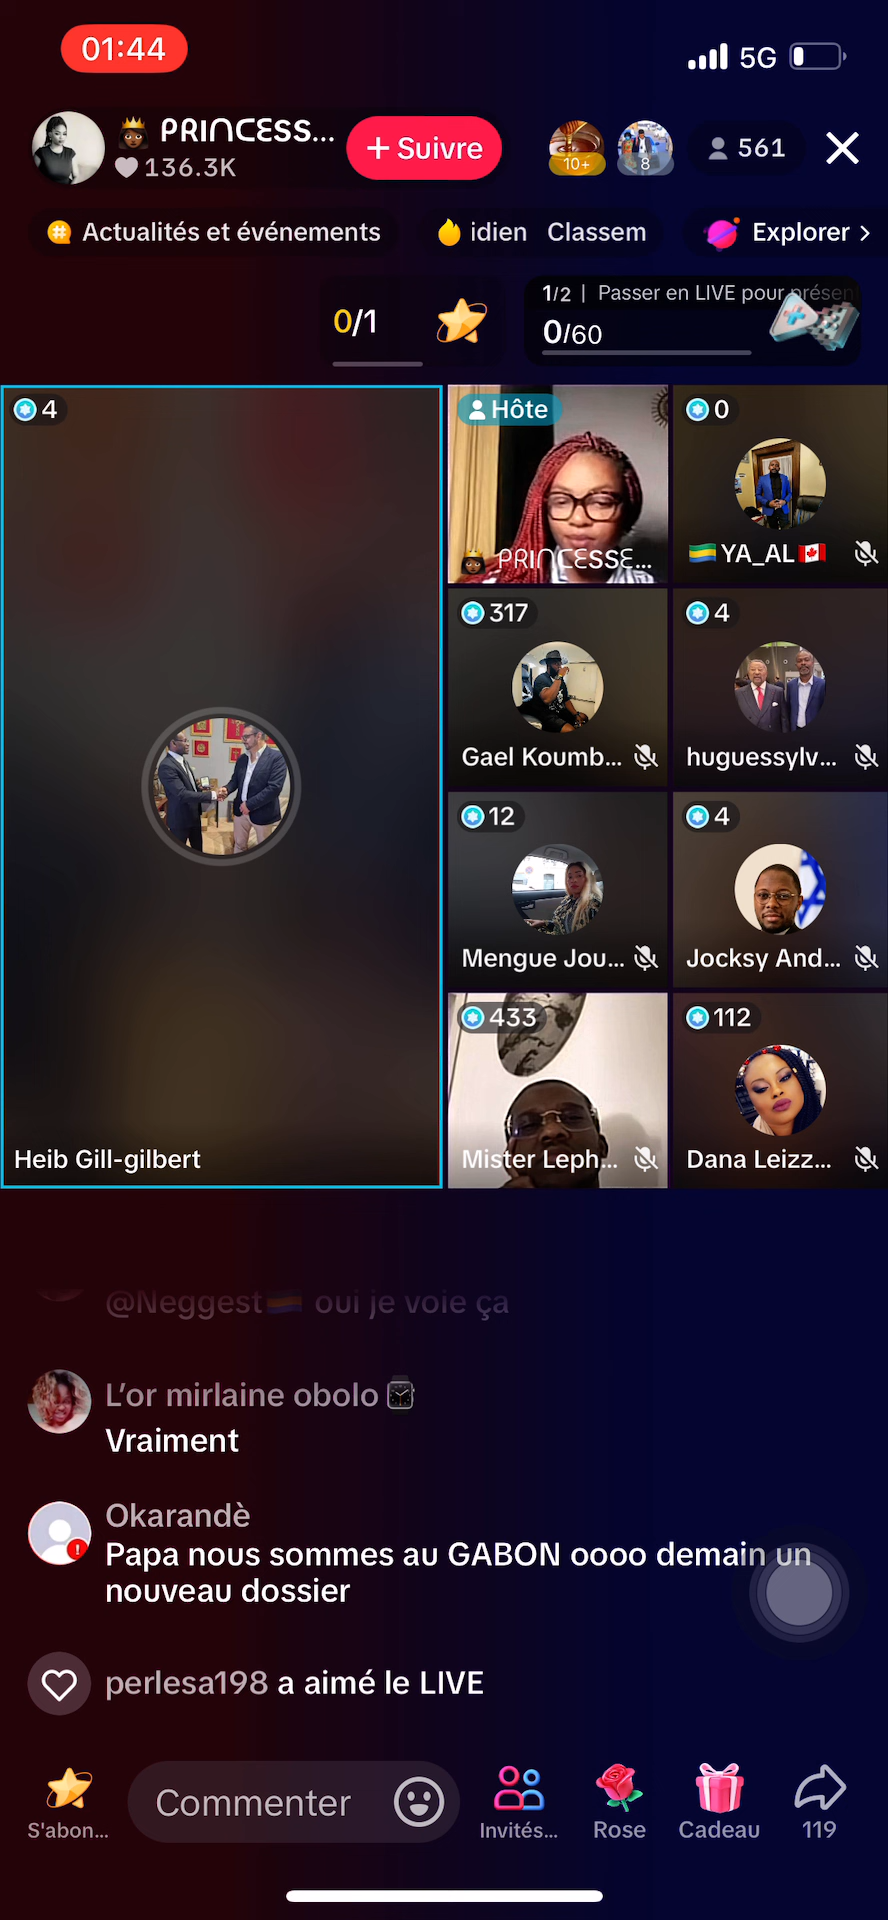 01:44
5G
PRINCESS...
136.3K
+ Suivre
10+
8
561
Actualités et événements
idien Classem
Explorer >
0/1
1/2 | Passer en LIVE pour présen
0/60
4
Hôte
PRINCESSE...
0
YA_AL
317
Gael Koumb...
4
huguessylv...
12
Mengue Jou...
4
Jocksy And...
433
Mister Leph...
112
Dana Leizz...
Heib Gill-gilbert
@Neggest oui je voie ça
L'or mirlaine obolo
Vraiment
Okarandè
Papa nous sommes au GABON oooo demain un
nouveau dossier
perlesa198 a aimé le LIVE
S'abon...
Commenter
Invités...
Rose
Cadeau
119